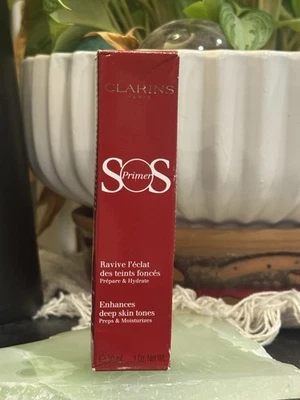 CLARINS
PARIS
SOS
Primer
Ravive l'éclat
des teints foncés
Prépare & Hydrate
Enhances
deep skin tones
Preps & Moisturizes